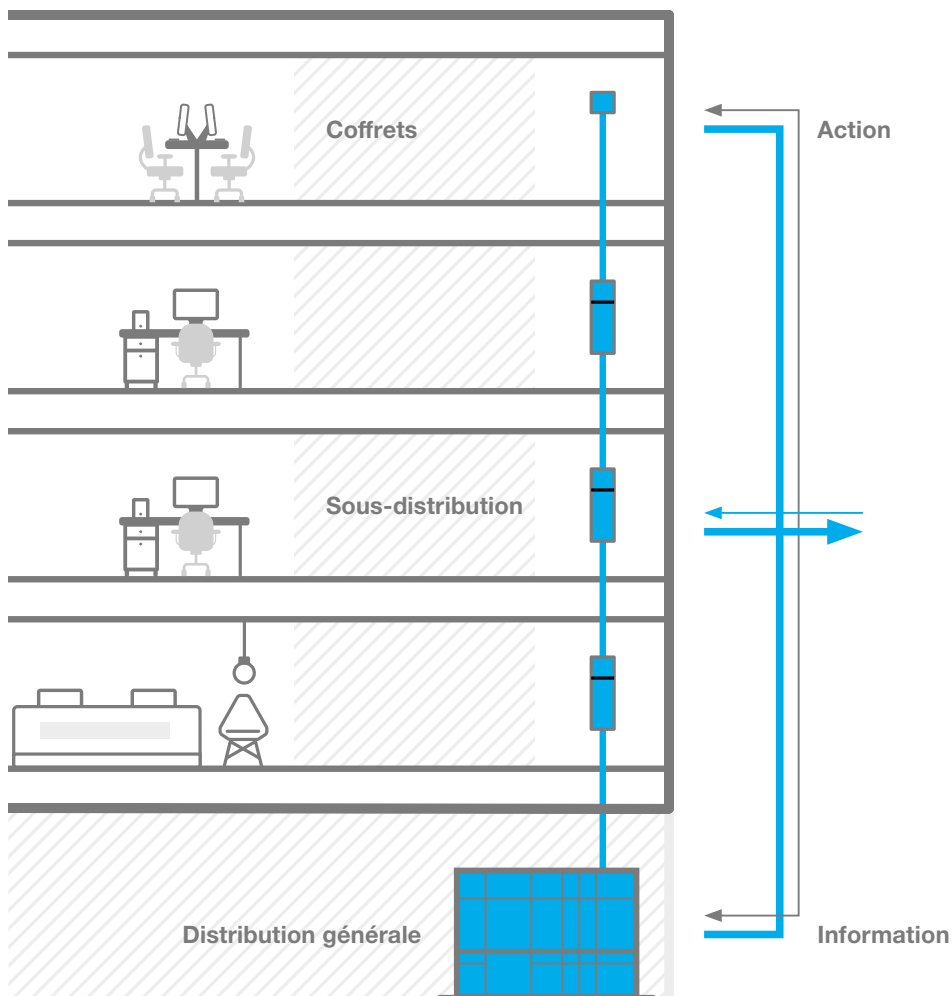 Coffrets
Action
Sous-distribution
Distribution générale
Information